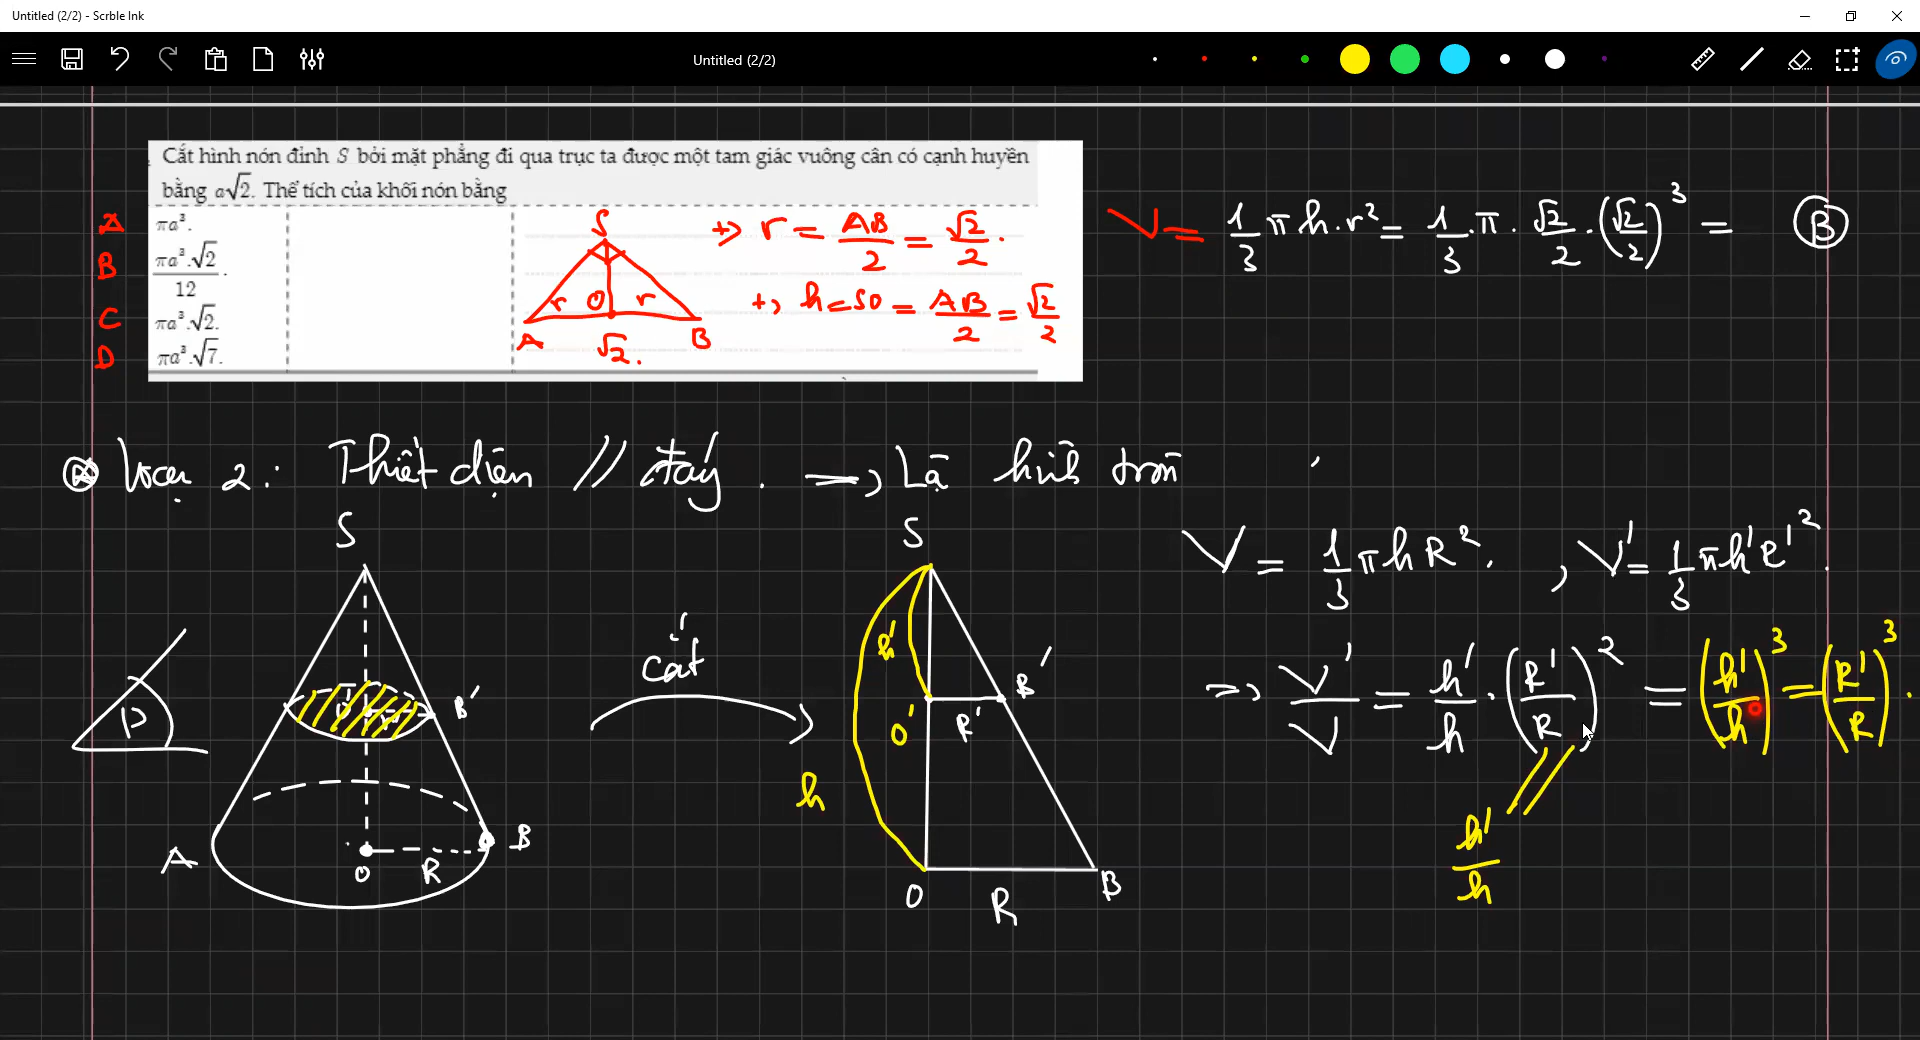 Untitled (2/2) - Scrble Ink
Untitled (2/2)
Cắt hình nón đỉnh S bởi mặt phẳng đi qua trục ta được một tam giác vuông cân có cạnh huyền
bằng a√2. Thể tích của khối nón bằng
A πa³.
B πa³.√2/12.
C πa³.√2.
D πa³.√7.
S
r O r
A √2. B
+) r = AB/2 = √2/2.
+) h = SO = AB/2 = √2/2
V = 1/3 π h . r² = 1/3 . π . √2/2 . (√2/2)³ = B
Loại 2: Thiết diện // đáy. => Là hình tròn
S
P
B'
A O R B
cắt
S
h'
O' R' B'
h
O R B
V = 1/3 π h R². , V' = 1/3 π h' R'².
=> V'/V = h'/h . (R'/R)² = (h'/h)³ = (R'/R)³.
h'/h